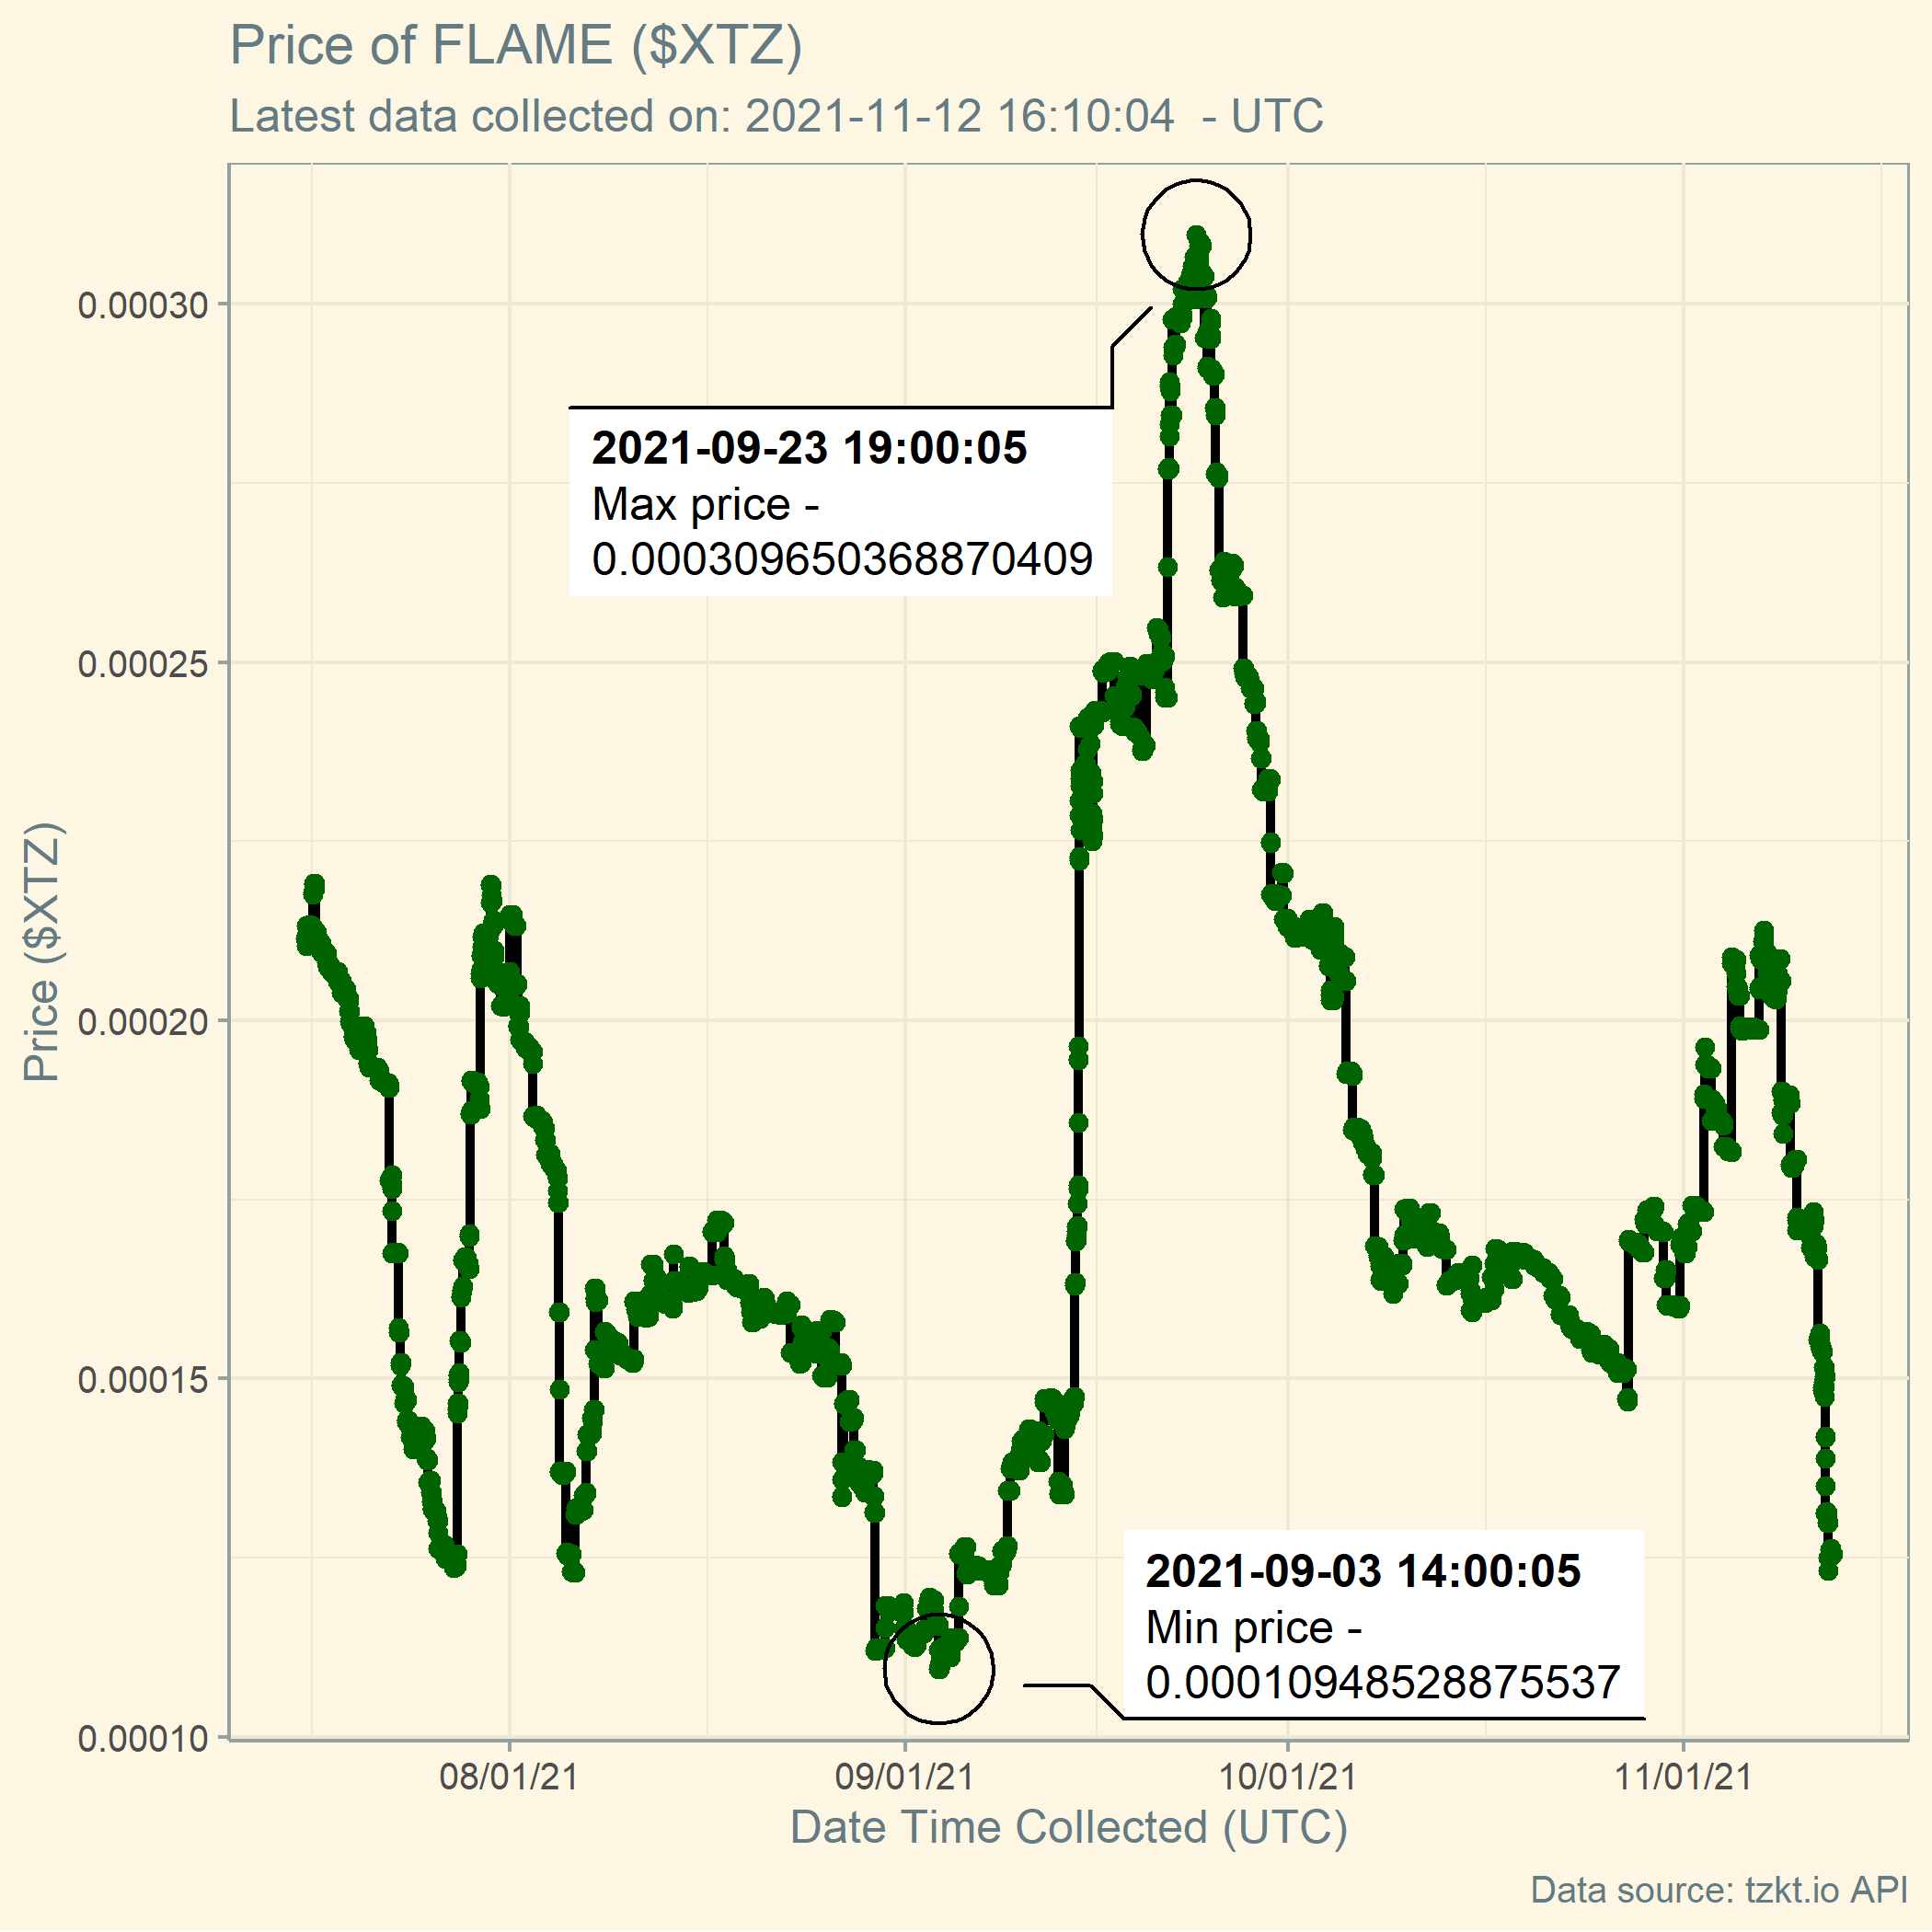 Price of FLAME ($XTZ)
Latest data collected on: 2021-11-12 16:10:04  - UTC
0.00030
2021-09-23 19:00:05
Max price -
0.000309650368870409
0.00025
Price ($XTZ)
0.00020
0.00015
2021-09-03 14:00:05
Min price -
0.000109485288755537
0.00010
08/01/21 09/01/21 10/01/21 11/01/21
Date Time Collected (UTC)
Data source: tzkt.io API